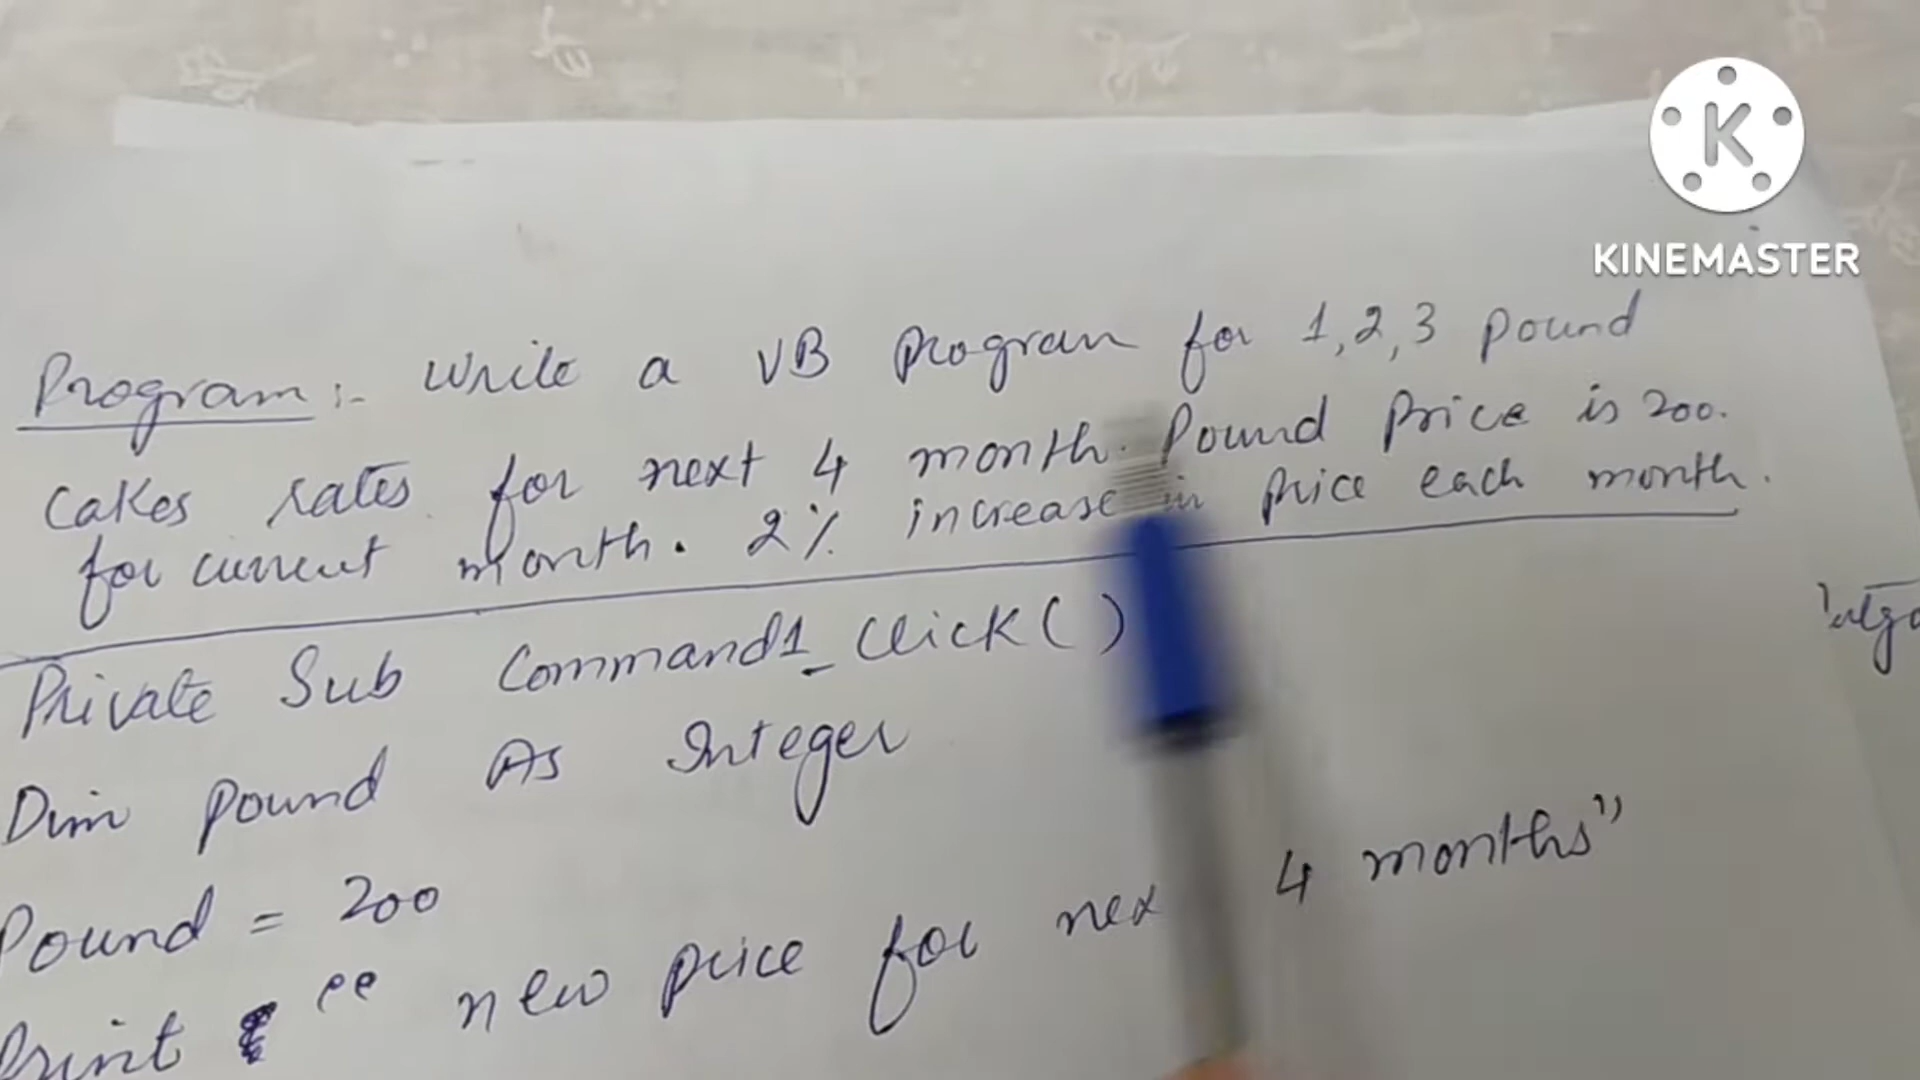 KINEMASTER
Program :- Write a VB Program for 1,2,3 Pound
Cakes rates for next 4 month. Pound Price is 200.
for current month. 2% increase in price each month.
Private Sub Command1_Click()
Dim pound As Integer
Pound = 200
Print " new price for next 4 months"